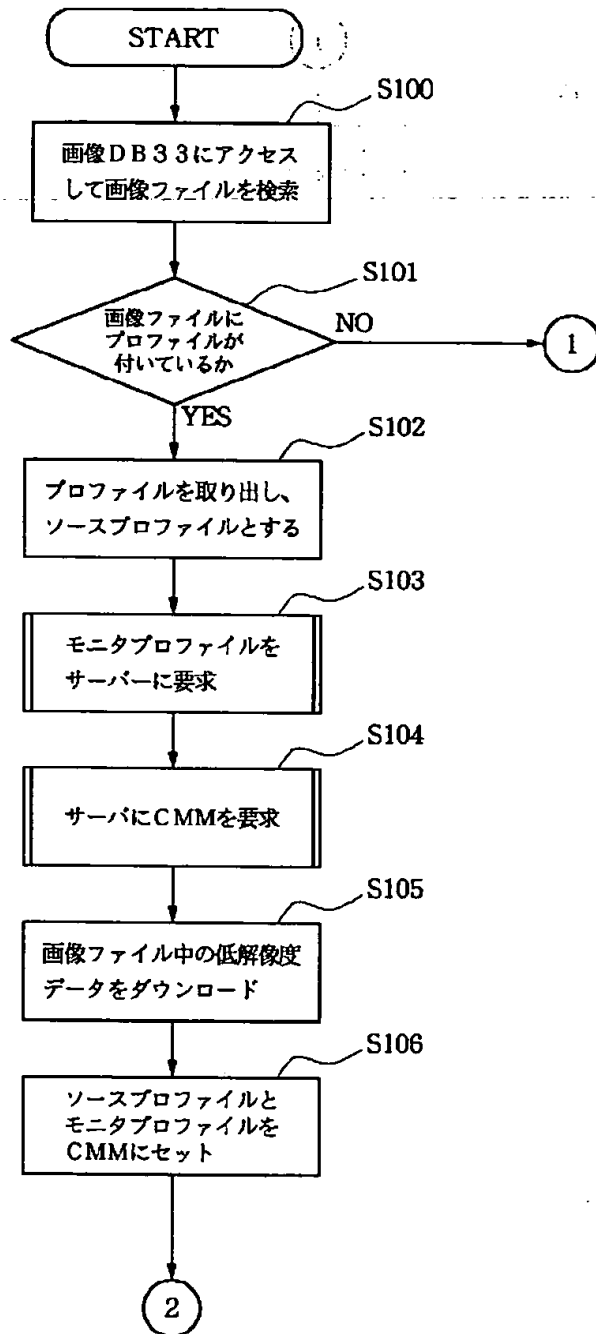 START
S100
画像DB33にアクセス
して画像ファイルを検索
S101
画像ファイルに
プロファイルが
付いているか
NO
1
YES
S102
プロファイルを取り出し、
ソースプロファイルとする
S103
モニタプロファイルを
サーバーに要求
S104
サーバにCMMを要求
S105
画像ファイル中の低解像度
データをダウンロード
S106
ソースプロファイルと
モニタプロファイルを
CMMにセット
2